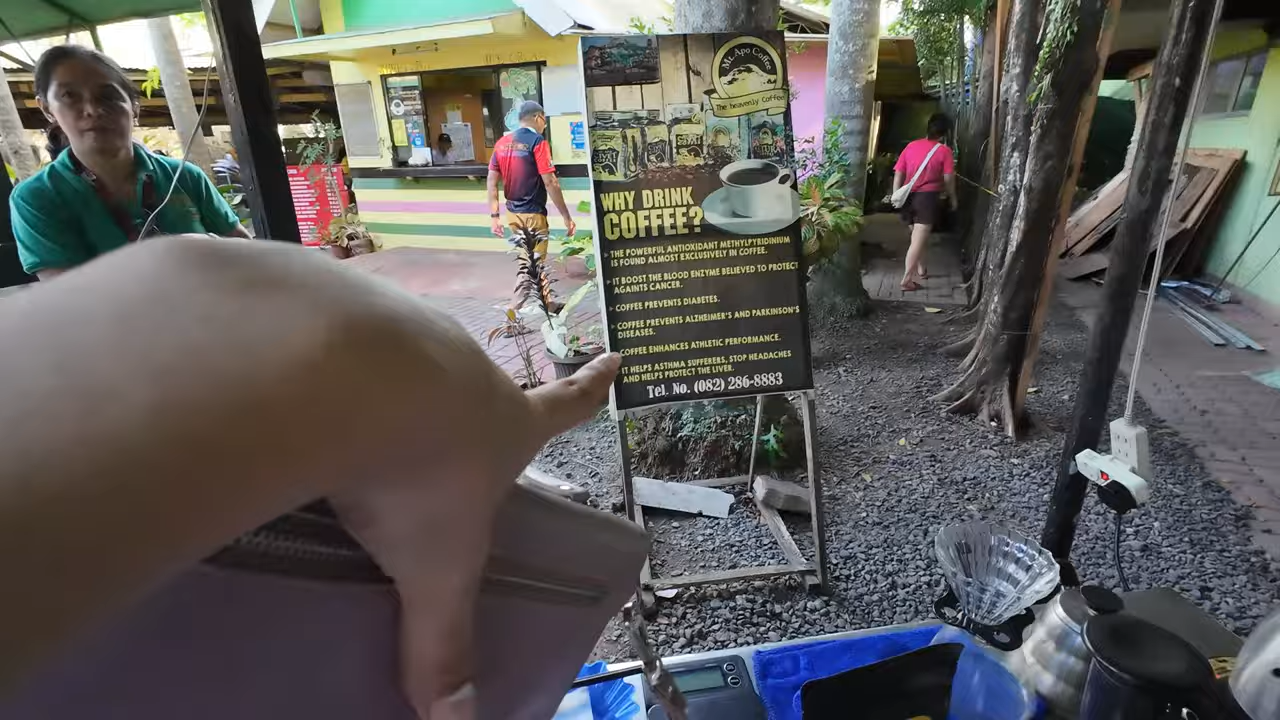 Mt. Apo Coffee
The heavenly Coffee
WHY DRINK
COFFEE?
THE POWERFUL ANTIOXIDANT METHYLPYRIDINIUM
IS FOUND ALMOST EXCLUSIVELY IN COFFEE.
IT BOOST THE BLOOD ENZYME BELIEVED TO PROTECT
AGAINTS CANCER.
COFFEE PREVENTS DIABETES.
COFFEE PREVENTS ALZHEIMER'S AND PARKINSON'S
DISEASES.
COFFEE ENHANCES ATHLETIC PERFORMANCE.
IT HELPS ASTHMA SUFFERERS, STOP HEADACHES
AND HELPS PROTECT THE LIVER.
Tel. No. (082) 286-8883